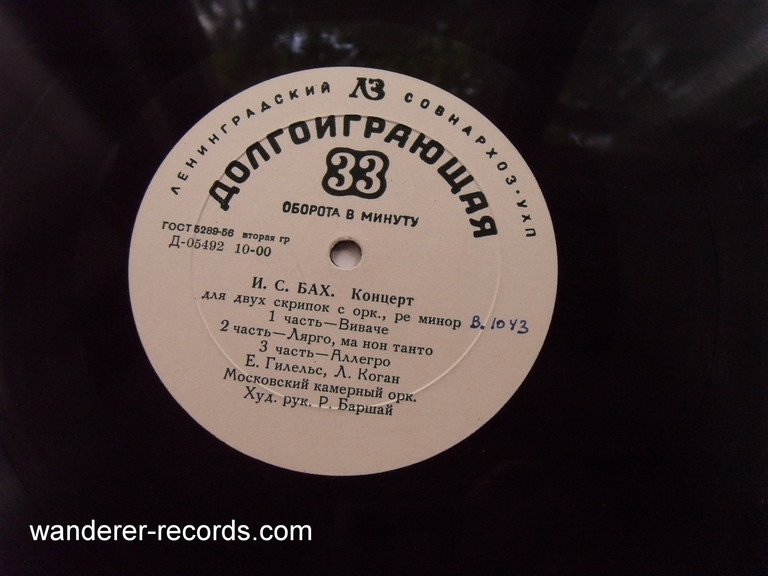 ЛЕНИНГРАДСКИЙ ЛЗ СОВНАРХОЗ·УХП
ДОЛГОИГРАЮЩАЯ
33
ОБОРОТА В МИНУТУ
ГОСТ 5289-56 вторая гр
Д-05492 10-00
И. С. БАХ. Концерт
для двух скрипок с орк., ре минор В. 1043
1 часть—Виваче
2 часть—Лярго, ма нон танто
3 часть—Аллегро
Е. Гилельс, Л. Коган
Московский камерный орк.
Худ. рук. Р. Баршай
wanderer-records.com